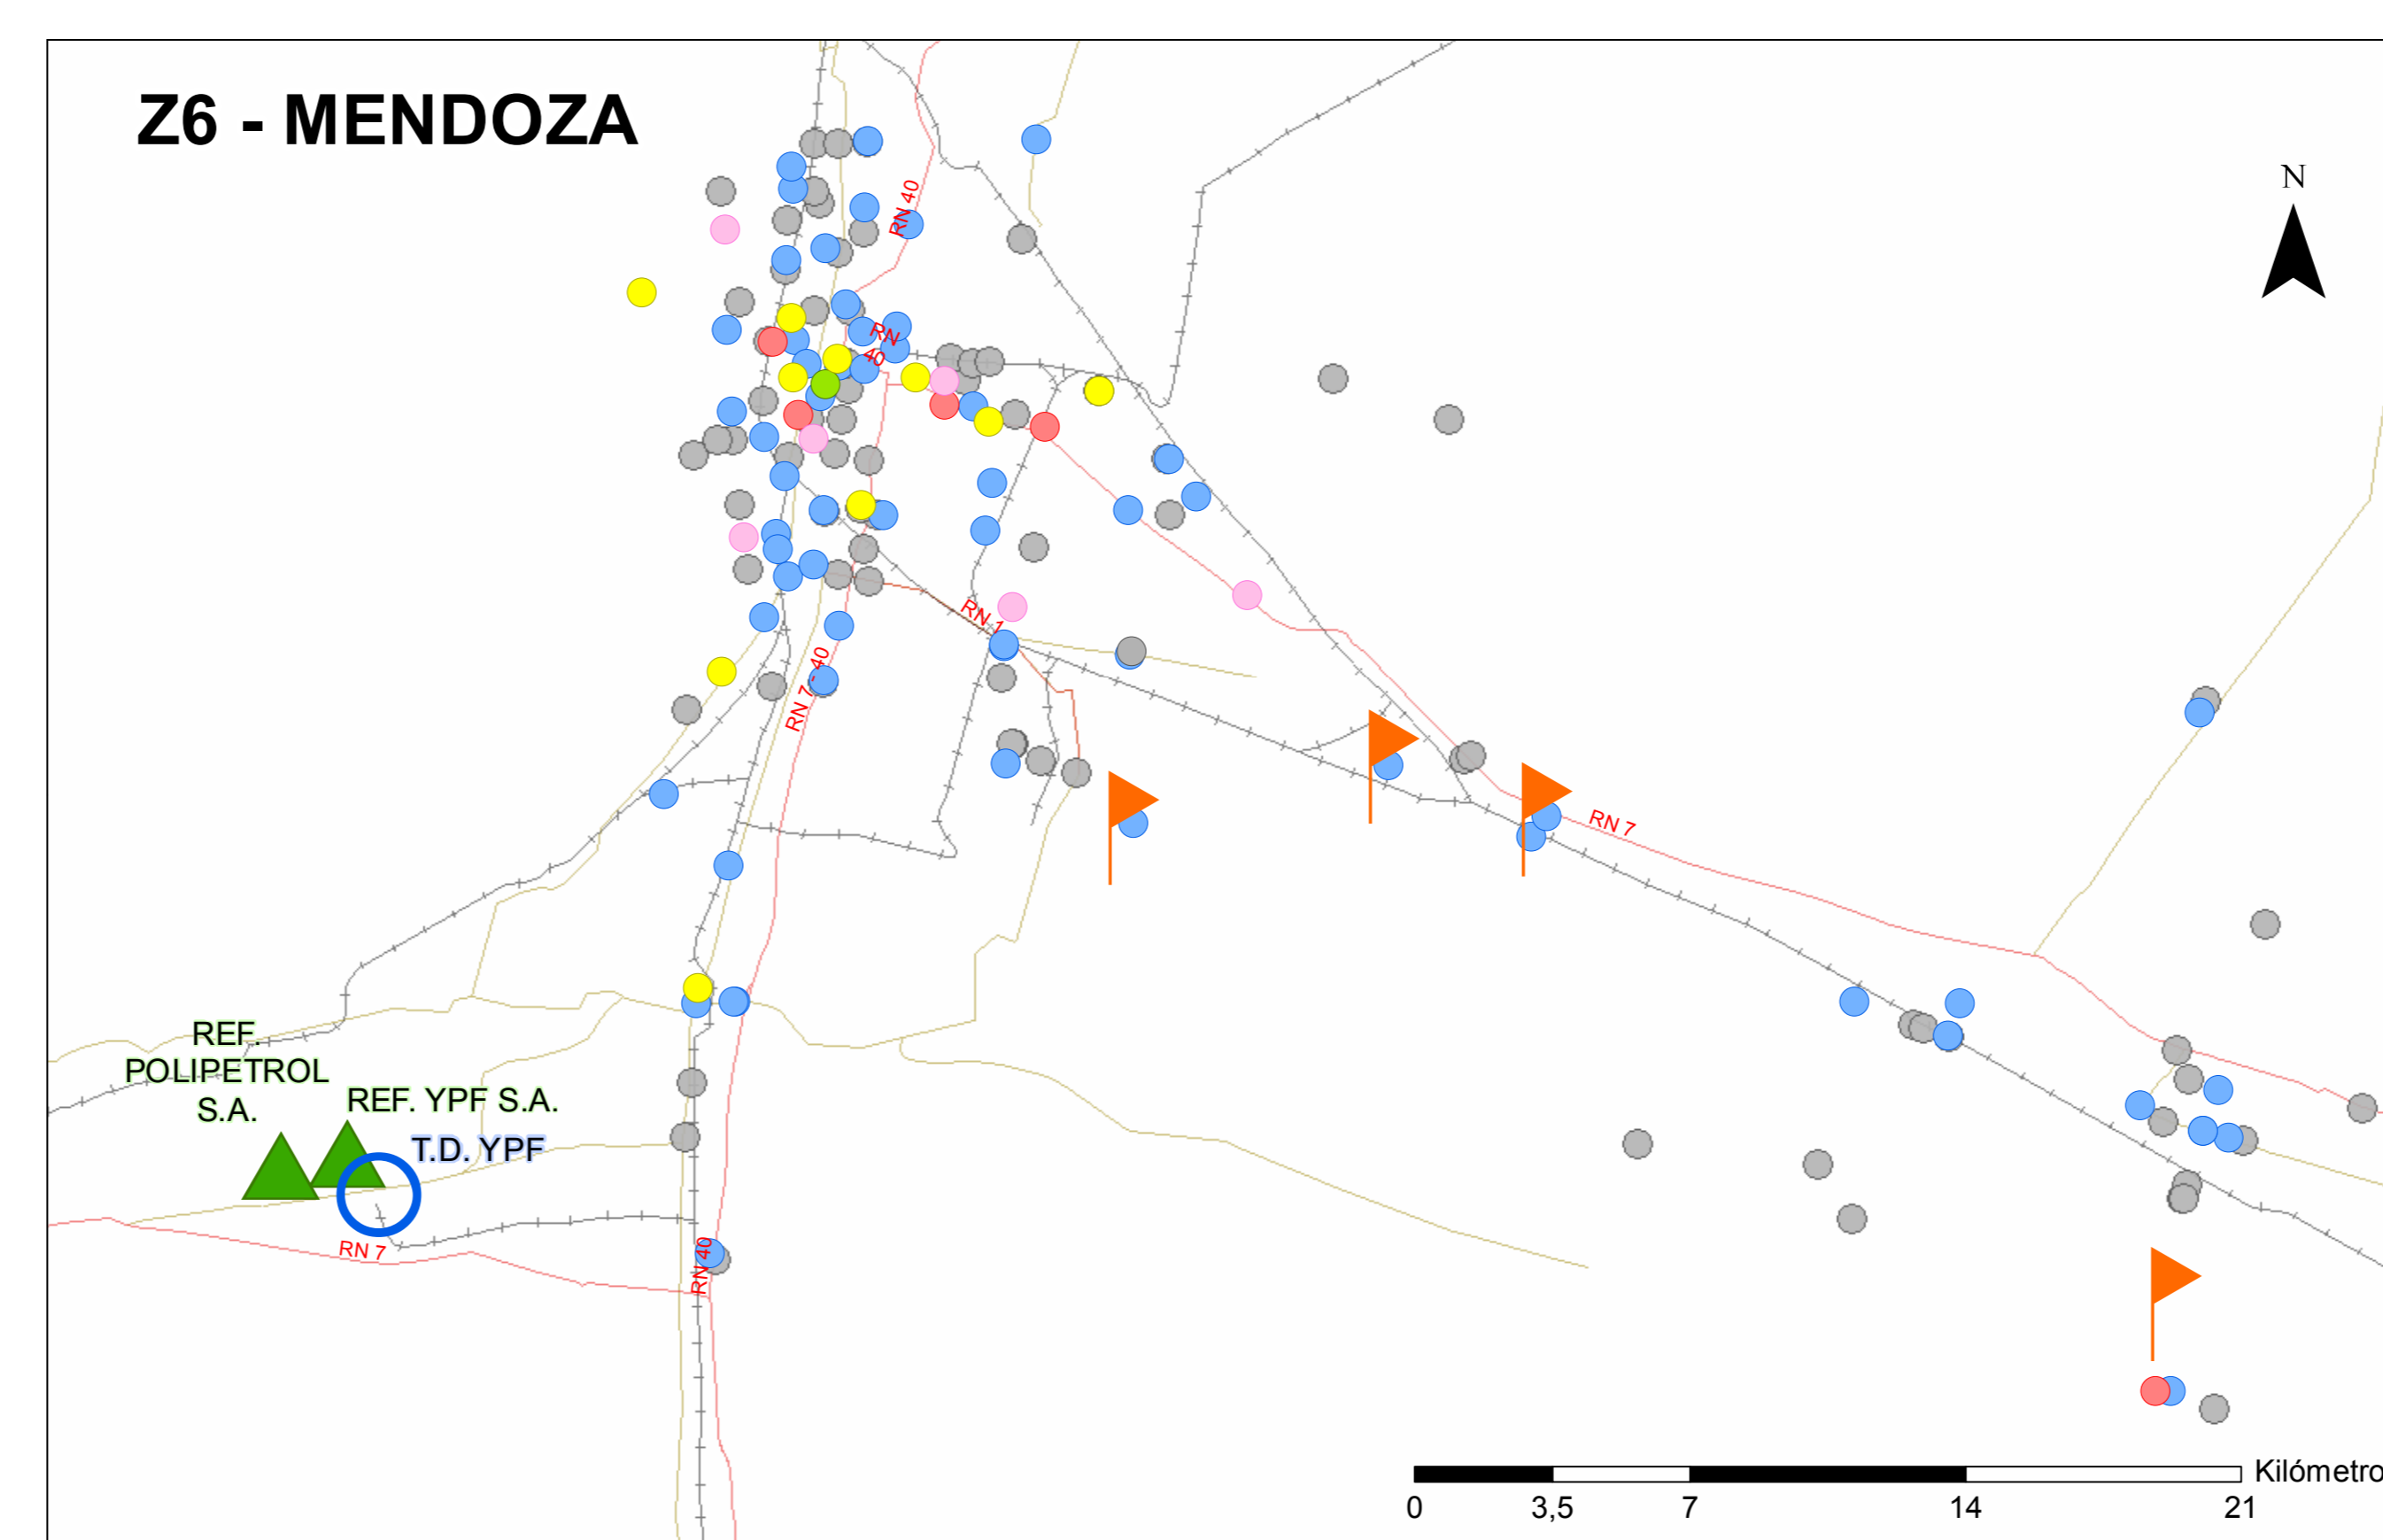 Z6 - MENDOZA
N
RN 40
RN
40
RN 1
RN 7 - 40
RN 7
REF.
POLIPETROL
S.A.
REF. YPF S.A.
T.D. YPF
RN 7
RN 40
Kilómetro
0 3,5 7 14 21